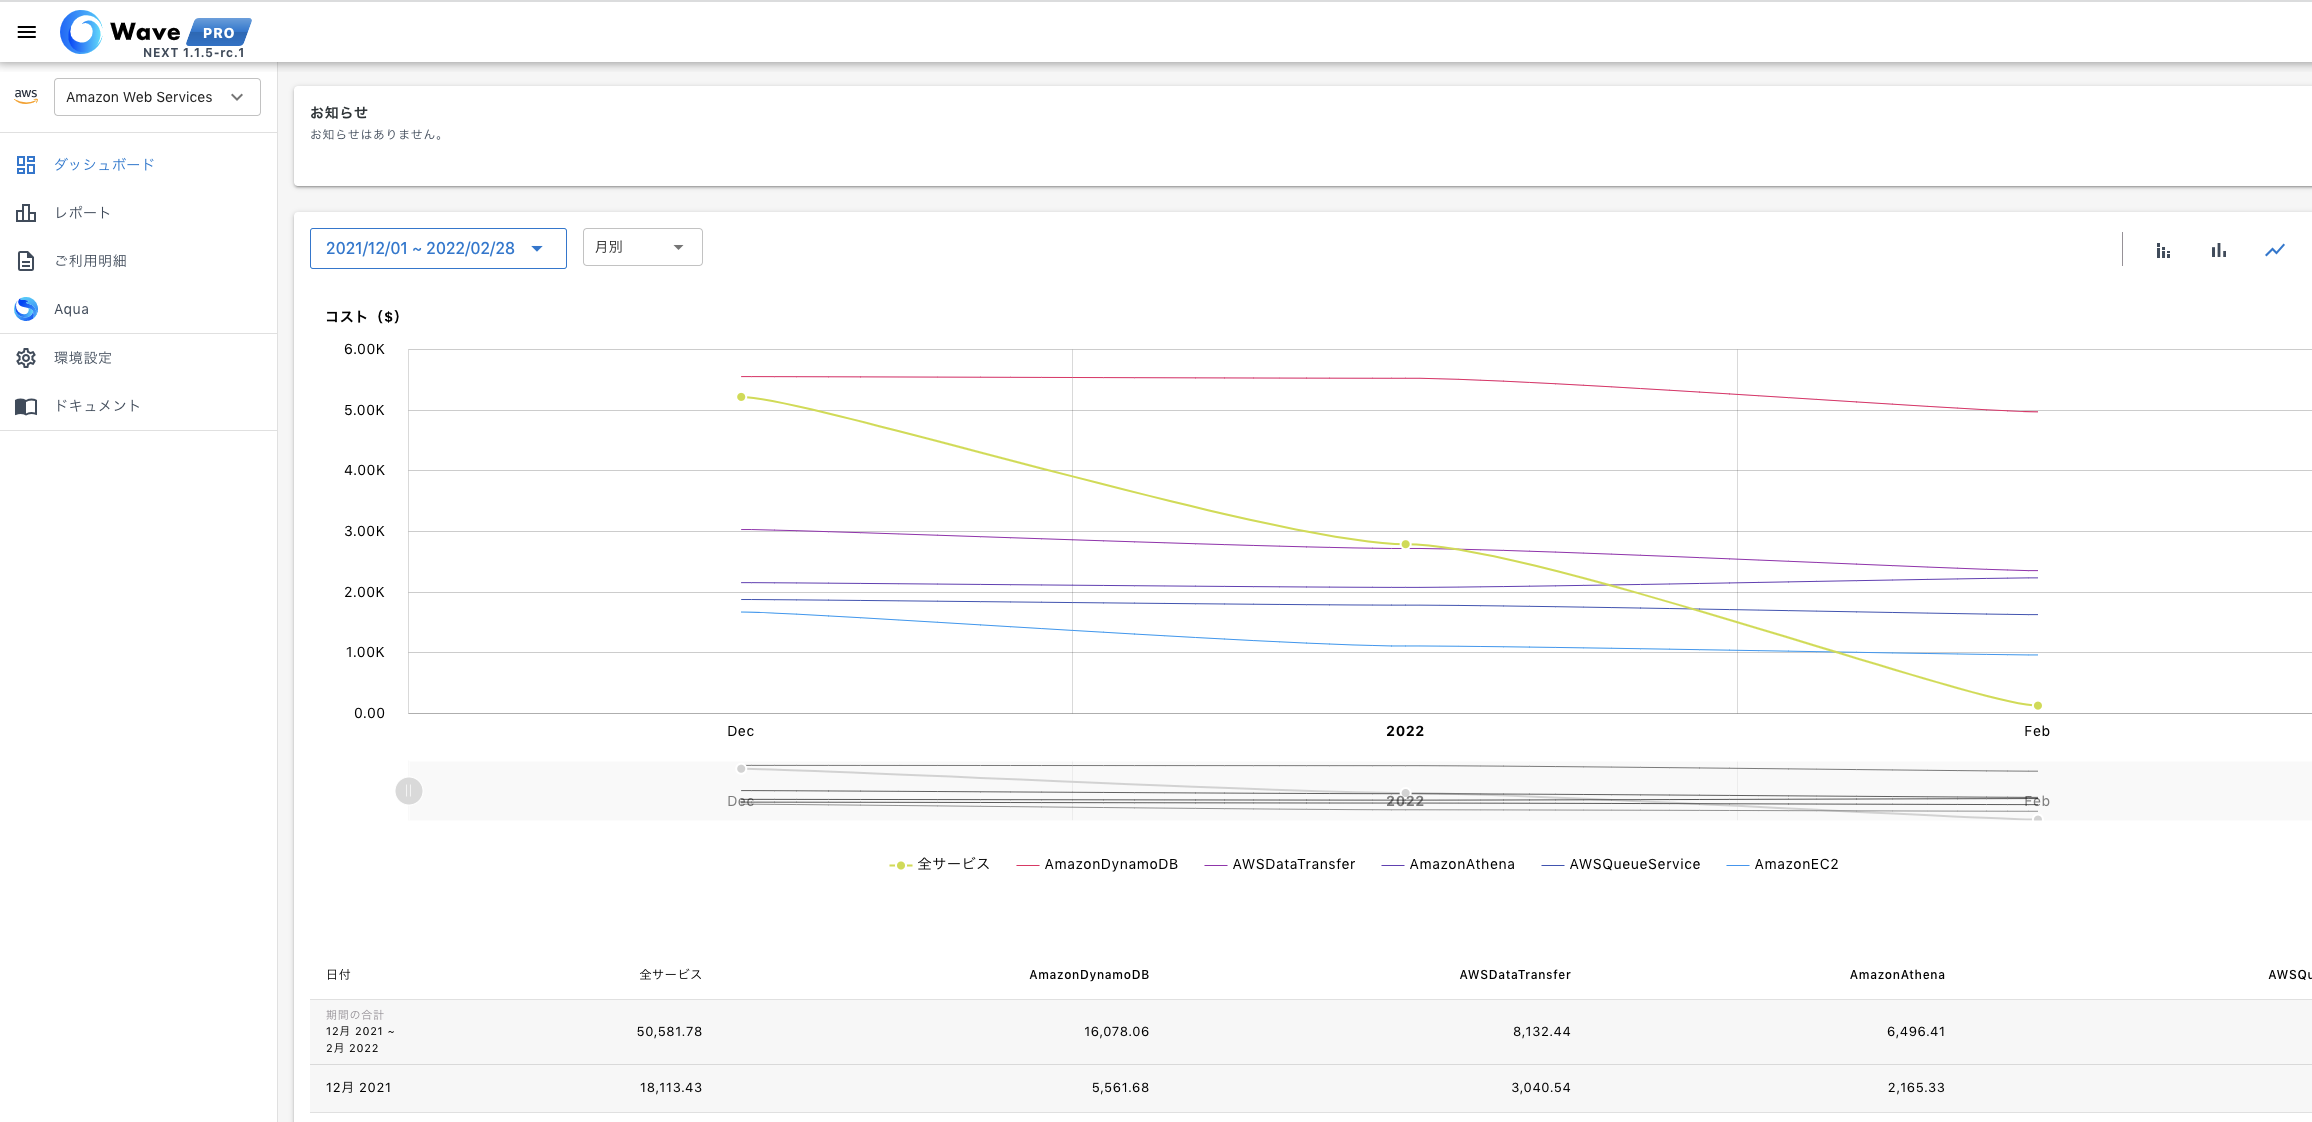 Wave PRO
NEXT 1.1.5-rc.1
aws
Amazon Web Services
ダッシュボード
レポート
ご利用明細
Aqua
環境設定
ドキュメント
お知らせ
お知らせはありません。
2021/12/01 ~ 2022/02/28
月別
コスト（$）
6.00K
5.00K
4.00K
3.00K
2.00K
1.00K
0.00
Dec 2022 Feb
Dec 2022 Feb
全サービス AmazonDynamoDB AWSDataTransfer AmazonAthena AWSQueueService AmazonEC2
日付 全サービス AmazonDynamoDB AWSDataTransfer AmazonAthena AWSQu
期間の合計
12月 2021 ~
2月 2022
50,581.78 16,078.06 8,132.44 6,496.41
12月 2021 18,113.43 5,561.68 3,040.54 2,165.33